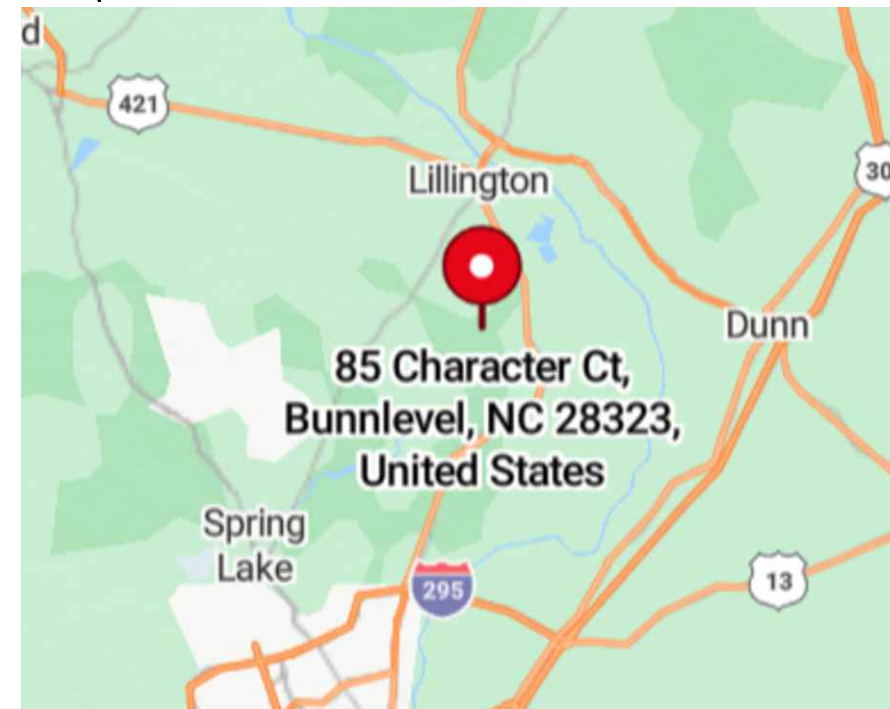 d
421
Lillington
30
Dunn
85 Character Ct,
Bunnlevel, NC 28323,
United States
Spring
Lake
295
13